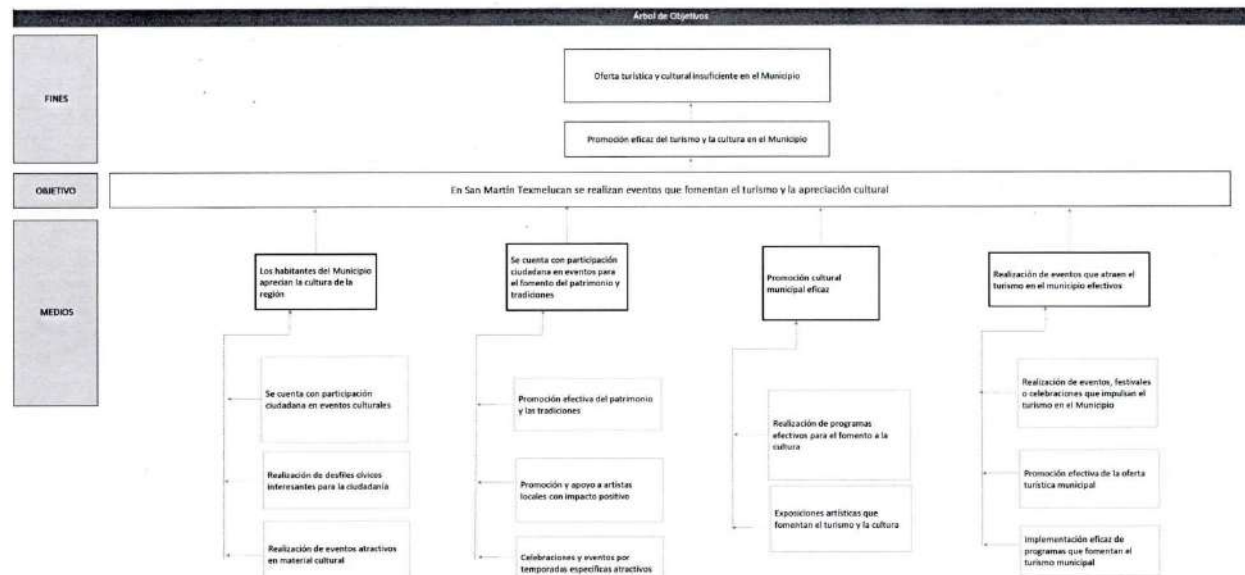 Árbol de Objetivos
FINES
Oferta turística y cultural insuficiente en el Municipio
Promoción eficaz del turismo y la cultura en el Municipio
OBJETIVO
En San Martín Texmelucan se realizan eventos que fomentan el turismo y la apreciación cultural
MEDIOS
Los habitantes del Municipio
aprecian la cultura de la
región
Se cuenta con participación
ciudadana en eventos culturales
Realización de desfiles cívicos
interesantes para la ciudadanía
Realización de eventos atractivos
en material cultural
Se cuenta con participación
ciudadana en eventos para
el fomento del patrimonio y
tradiciones
Promoción efectiva del patrimonio
y las tradiciones
Promoción y apoyo a artistas
locales con impacto positivo
Celebraciones y eventos por
temporadas específicas atractivos
Promoción cultural
municipal eficaz
Realización de programas
efectivos para el fomento a la
cultura
Exposiciones artísticas que
fomentan el turismo y la cultura
Realización de eventos que atraen el
turismo en el municipio efectivos
Realización de eventos, festivales
o celebraciones que impulsan el
turismo en el Municipio
Promoción efectiva de la oferta
turística municipal
Implementación eficaz de
programas que fomentan el
turismo municipal